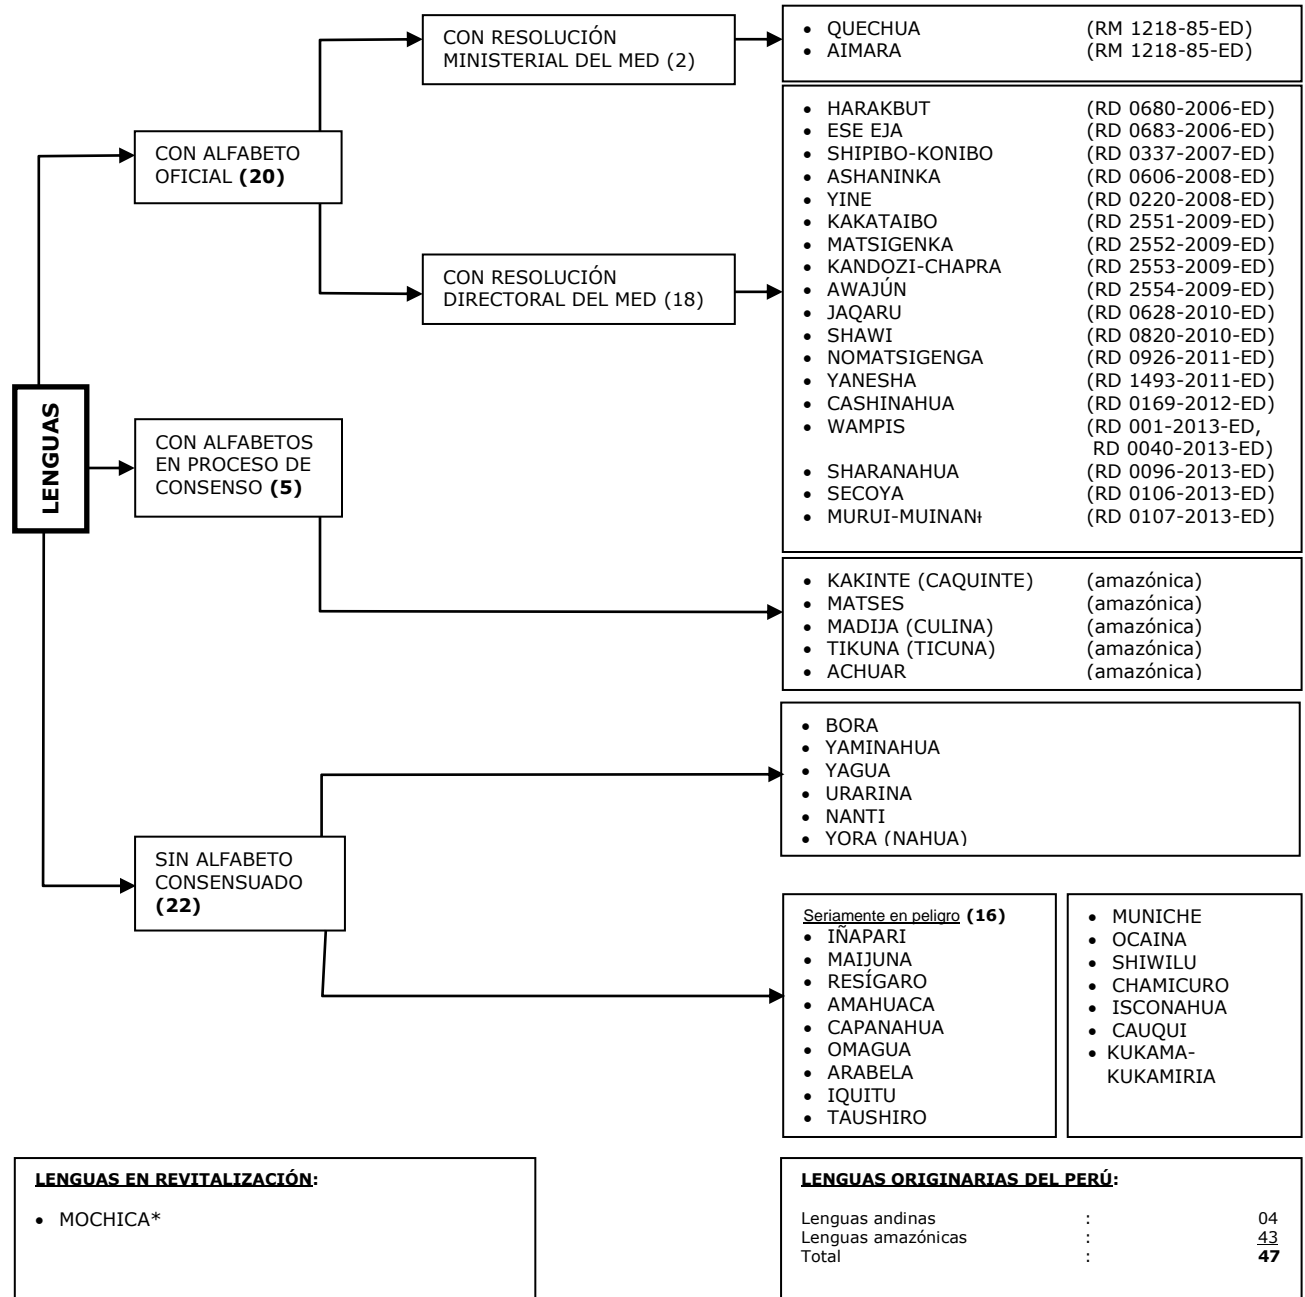 LENGUAS
CON ALFABETO
OFICIAL (20)
CON RESOLUCIÓN
MINISTERIAL DEL MED (2)
• QUECHUA (RM 1218-85-ED)
• AIMARA (RM 1218-85-ED)
CON RESOLUCIÓN
DIRECTORAL DEL MED (18)
• HARAKBUT (RD 0680-2006-ED)
• ESE EJA (RD 0683-2006-ED)
• SHIPIBO-KONIBO (RD 0337-2007-ED)
• ASHANINKA (RD 0606-2008-ED)
• YINE (RD 0220-2008-ED)
• KAKATAIBO (RD 2551-2009-ED)
• MATSIGENKA (RD 2552-2009-ED)
• KANDOZI-CHAPRA (RD 2553-2009-ED)
• AWAJÚN (RD 2554-2009-ED)
• JAQARU (RD 0628-2010-ED)
• SHAWI (RD 0820-2010-ED)
• NOMATSIGENGA (RD 0926-2011-ED)
• YANESHA (RD 1493-2011-ED)
• CASHINAHUA (RD 0169-2012-ED)
• WAMPIS (RD 001-2013-ED,
RD 0040-2013-ED)
• SHARANAHUA (RD 0096-2013-ED)
• SECOYA (RD 0106-2013-ED)
• MURUI-MUINANɨ (RD 0107-2013-ED)
CON ALFABETOS
EN PROCESO DE
CONSENSO (5)
• KAKINTE (CAQUINTE) (amazónica)
• MATSES (amazónica)
• MADIJA (CULINA) (amazónica)
• TIKUNA (TICUNA) (amazónica)
• ACHUAR (amazónica)
SIN ALFABETO
CONSENSUADO
(22)
• BORA
• YAMINAHUA
• YAGUA
• URARINA
• NANTI
• YORA (NAHUA)
Seriamente en peligro (16)
• IÑAPARI
• MAIJUNA
• RESÍGARO
• AMAHUACA
• CAPANAHUA
• OMAGUA
• ARABELA
• IQUITU
• TAUSHIRO
• MUNICHE
• OCAINA
• SHIWILU
• CHAMICURO
• ISCONAHUA
• CAUQUI
• KUKAMA-
KUKAMIRIA
LENGUAS EN REVITALIZACIÓN:
• MOCHICA*
LENGUAS ORIGINARIAS DEL PERÚ:
Lenguas andinas : 04
Lenguas amazónicas : 43
Total : 47